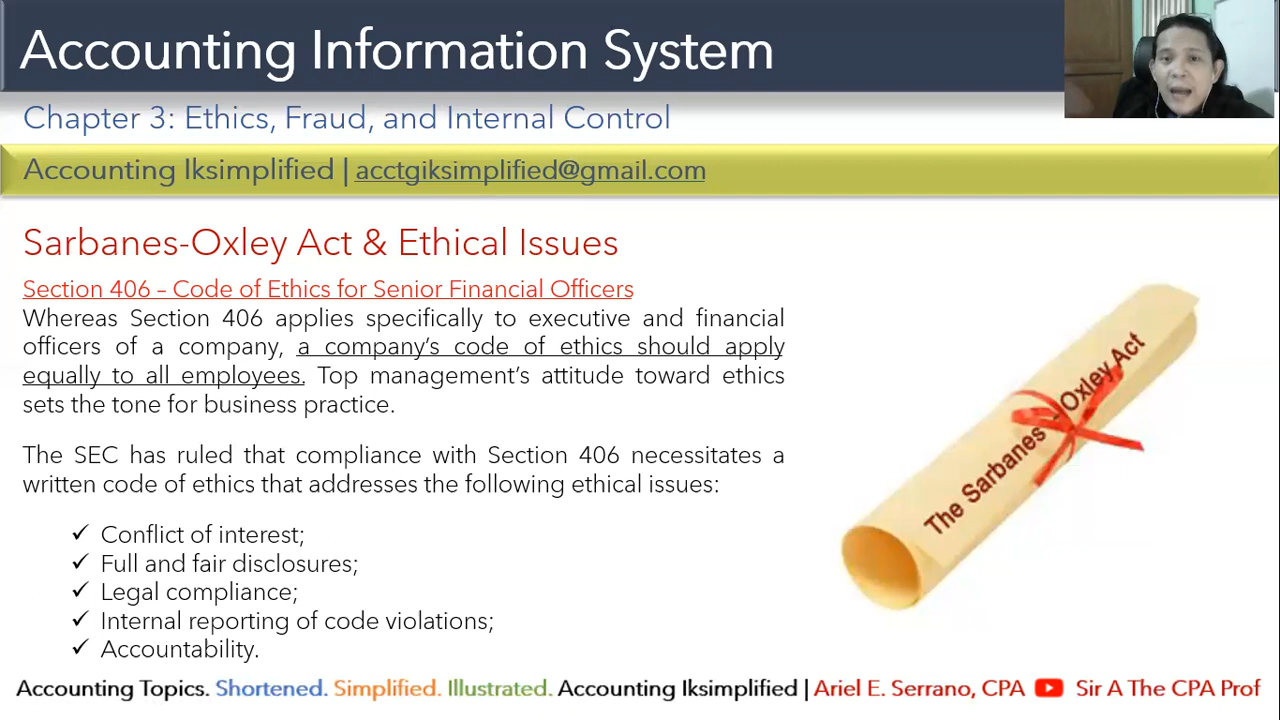 Accounting Information System
Chapter 3: Ethics, Fraud, and Internal Control
Accounting Iksimplified | acctgiksimplified@gmail.com
Sarbanes-Oxley Act & Ethical Issues
Section 406 – Code of Ethics for Senior Financial Officers
Whereas Section 406 applies specifically to executive and financial
officers of a company, a company’s code of ethics should apply
equally to all employees. Top management’s attitude toward ethics
sets the tone for business practice.
The SEC has ruled that compliance with Section 406 necessitates a
written code of ethics that addresses the following ethical issues:
✓ Conflict of interest;
✓ Full and fair disclosures;
✓ Legal compliance;
✓ Internal reporting of code violations;
✓ Accountability.
The Sarbanes - Oxley Act
Accounting Topics. Shortened. Simplified. Illustrated. Accounting Iksimplified | Ariel E. Serrano, CPA Sir A The CPA Prof